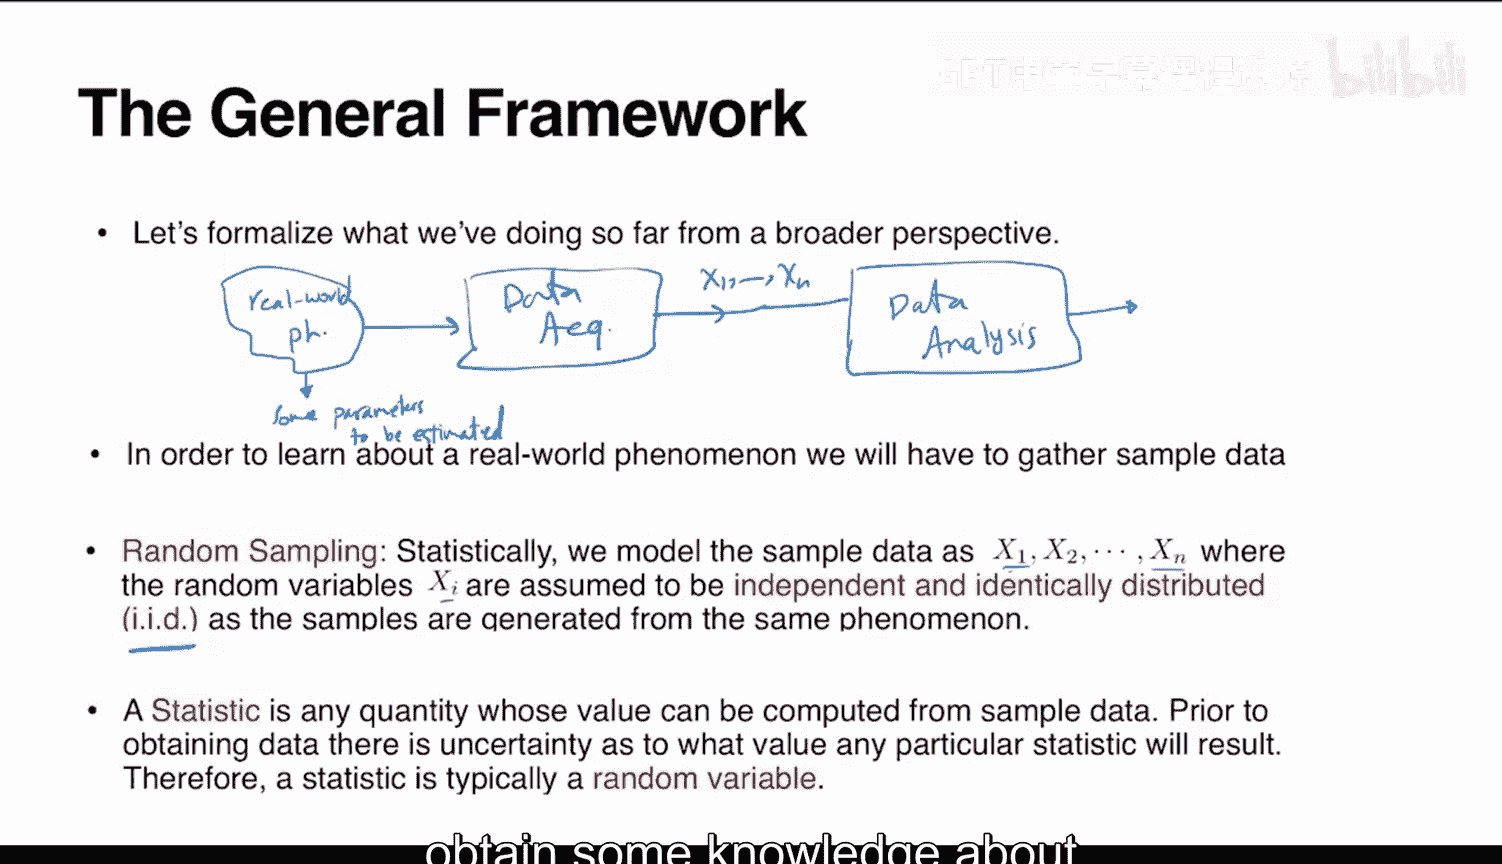 bilibili
The General Framework
• Let's formalize what we've doing so far from a broader perspective.
real-world
ph.
Data
Acq.
X₁,⟶, Xₙ
Data
Analysis
some parameters
to be estimated
• In order to learn about a real-world phenomenon we will have to gather sample data
• Random Sampling: Statistically, we model the sample data as X₁, X₂, ⋯ , Xₙ where
the random variables Xᵢ are assumed to be independent and identically distributed
(i.i.d.) as the samples are generated from the same phenomenon.
• A Statistic is any quantity whose value can be computed from sample data. Prior to
obtaining data there is uncertainty as to what value any particular statistic will result.
Therefore, a statistic is typically a random variable.
obtain some knowledge about